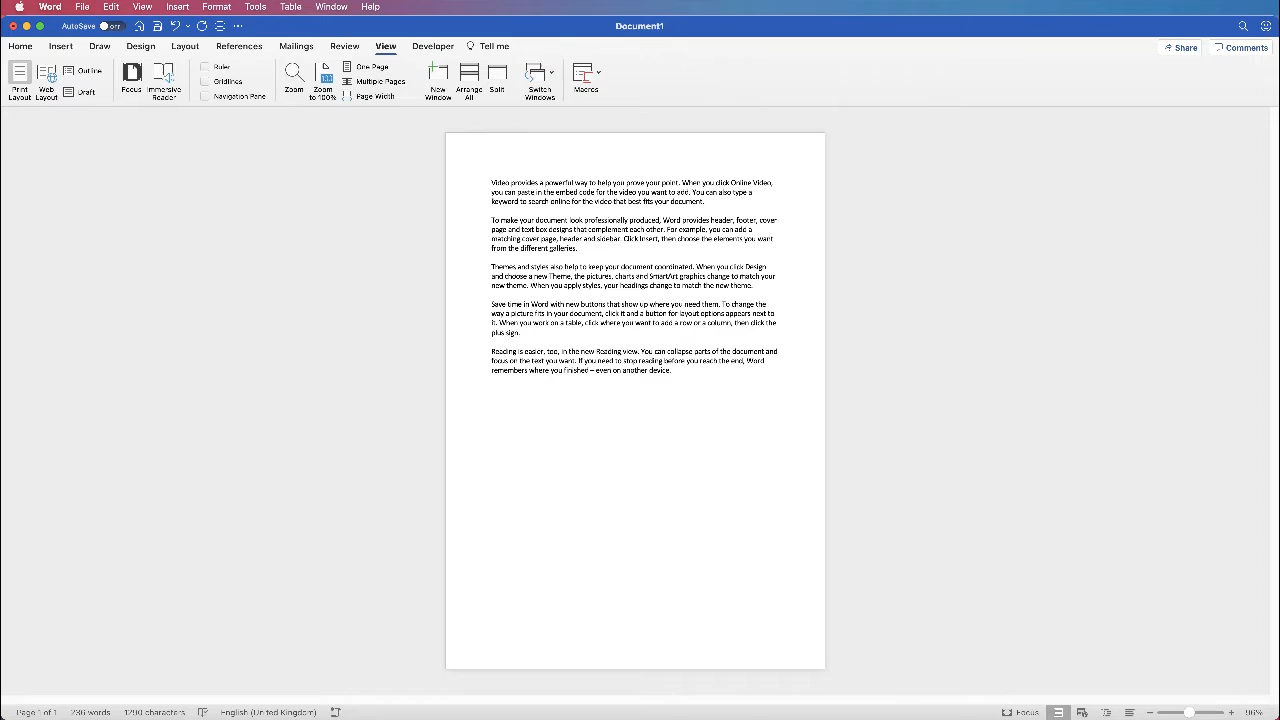 Word File Edit View Insert Format Tools Table Window Help
AutoSave OFF Document1
Home Insert Draw Design Layout References Mailings Review View Developer Tell me Share Comments
Print Layout
Web Layout
Outline
Draft
Focus
Immersive Reader
Ruler
Gridlines
Navigation Pane
Zoom
Zoom to 100%
One Page
Multiple Pages
Page Width
New Window
Arrange All
Split
Switch Windows
Macros
Video provides a powerful way to help you prove your point. When you click Online Video,
you can paste in the embed code for the video you want to add. You can also type a
keyword to search online for the video that best fits your document.
To make your document look professionally produced, Word provides header, footer, cover
page and text box designs that complement each other. For example, you can add a
matching cover page, header and sidebar. Click Insert, then choose the elements you want
from the different galleries.
Themes and styles also help to keep your document coordinated. When you click Design
and choose a new Theme, the pictures, charts and SmartArt graphics change to match your
new theme. When you apply styles, your headings change to match the new theme.
Save time in Word with new buttons that show up where you need them. To change the
way a picture fits in your document, click it and a button for layout options appears next to
it. When you work on a table, click where you want to add a row or a column, then click the
plus sign.
Reading is easier, too, in the new Reading view. You can collapse parts of the document and
focus on the text you want. If you need to stop reading before you reach the end, Word
remembers where you finished – even on another device.
Page 1 of 1 236 words 1290 characters English (United Kingdom) Focus 96%